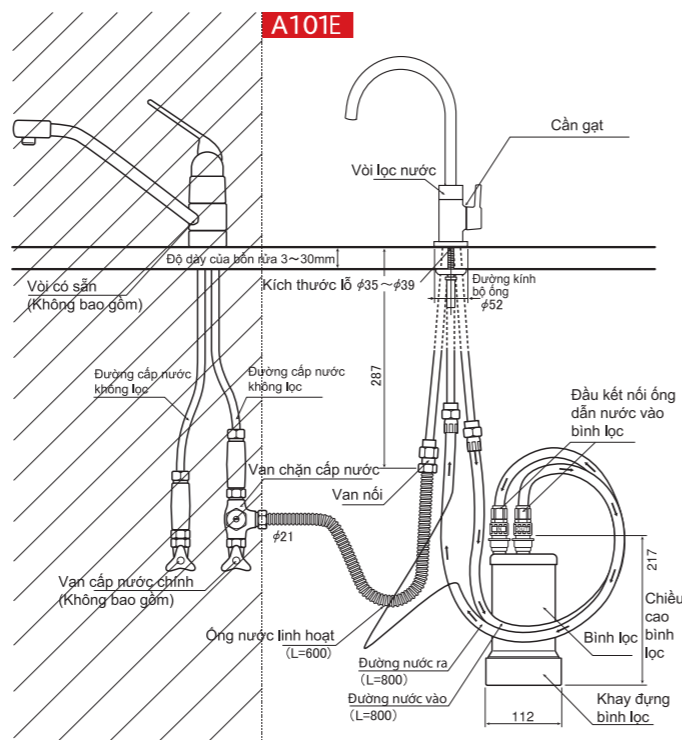 A101E
Cần gạt
Vòi lọc nước
Độ dày của bồn rửa 3～30mm
Vòi có sẵn
(Không bao gồm)
Kích thước lỗ ϕ35～ϕ39
Đường kính
bộ ống
ϕ52
Đường cấp nước
không lọc
Đường cấp nước
không lọc
287
Đầu kết nối ống
dẫn nước vào
bình lọc
Van chặn cấp nước
Van nối
ϕ21
217
Vạn cấp nước chính
(Không bao gồm)
Chiều
cao
bình
lọc
Ống nước linh hoạt
(L=600)
Bình lọc
Đường nước ra
(L=800)
Đường nước vào
(L=800)
112
Khay đựng
bình lọc